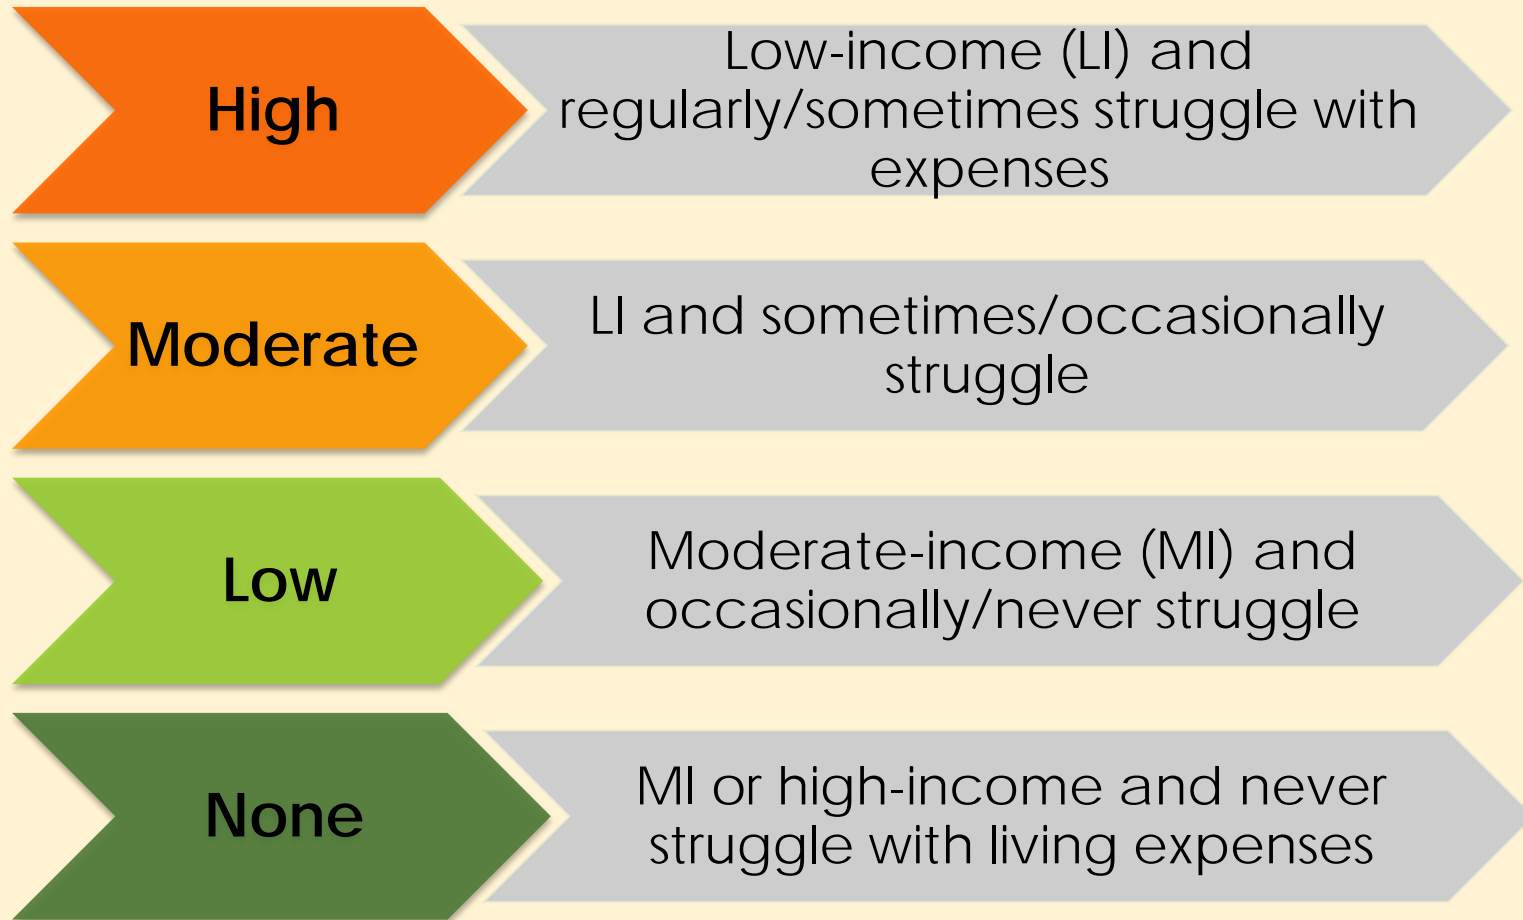 High
Low-income (LI) and
regularly/sometimes struggle with
expenses
Moderate
LI and sometimes/occasionally
struggle
Low
Moderate-income (MI) and
occasionally/never struggle
None
MI or high-income and never
struggle with living expenses